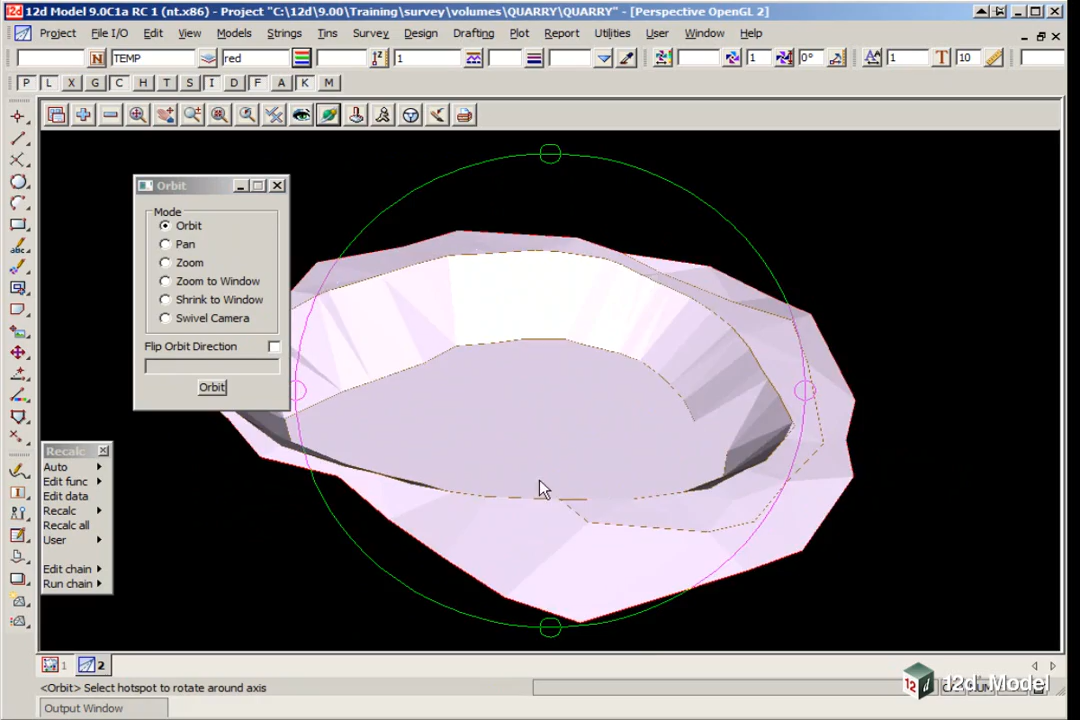 12d Model 9.0C1a RC 1 (nt.x86) - Project "C:\12d\9.00\Training\survey\volumes\QUARRY\QUARRY" - [Perspective OpenGL 2]
Project File I/O Edit View Models Strings Tins Survey Design Drafting Plot Report Utilities User Window Help
N TEMP red 1 1 0° 1 T 10
P L X G C H T S I D F A K M
Orbit
Mode
Orbit
Pan
Zoom
Zoom to Window
Shrink to Window
Swivel Camera
Flip Orbit Direction
Orbit
Recalc
Auto
Edit func
Edit data
Recalc
Recalc all
User
Edit chain
Run chain
1 2
<Orbit> Select hotspot to rotate around axis
12d Model
Output Window